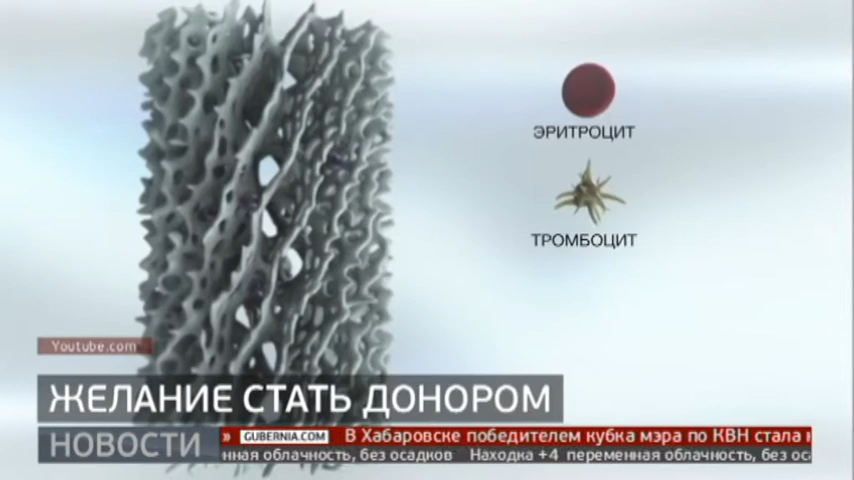 ЭРИТРОЦИТ
ТРОМБОЦИТ
Youtube.com
ЖЕЛАНИЕ СТАТЬ ДОНОРОМ
НОВОСТИ
» GUBERNIA.COM В Хабаровске победителем кубка мэра по КВН стала
нная облачность, без осадков Находка +4 переменная облачность, без ос